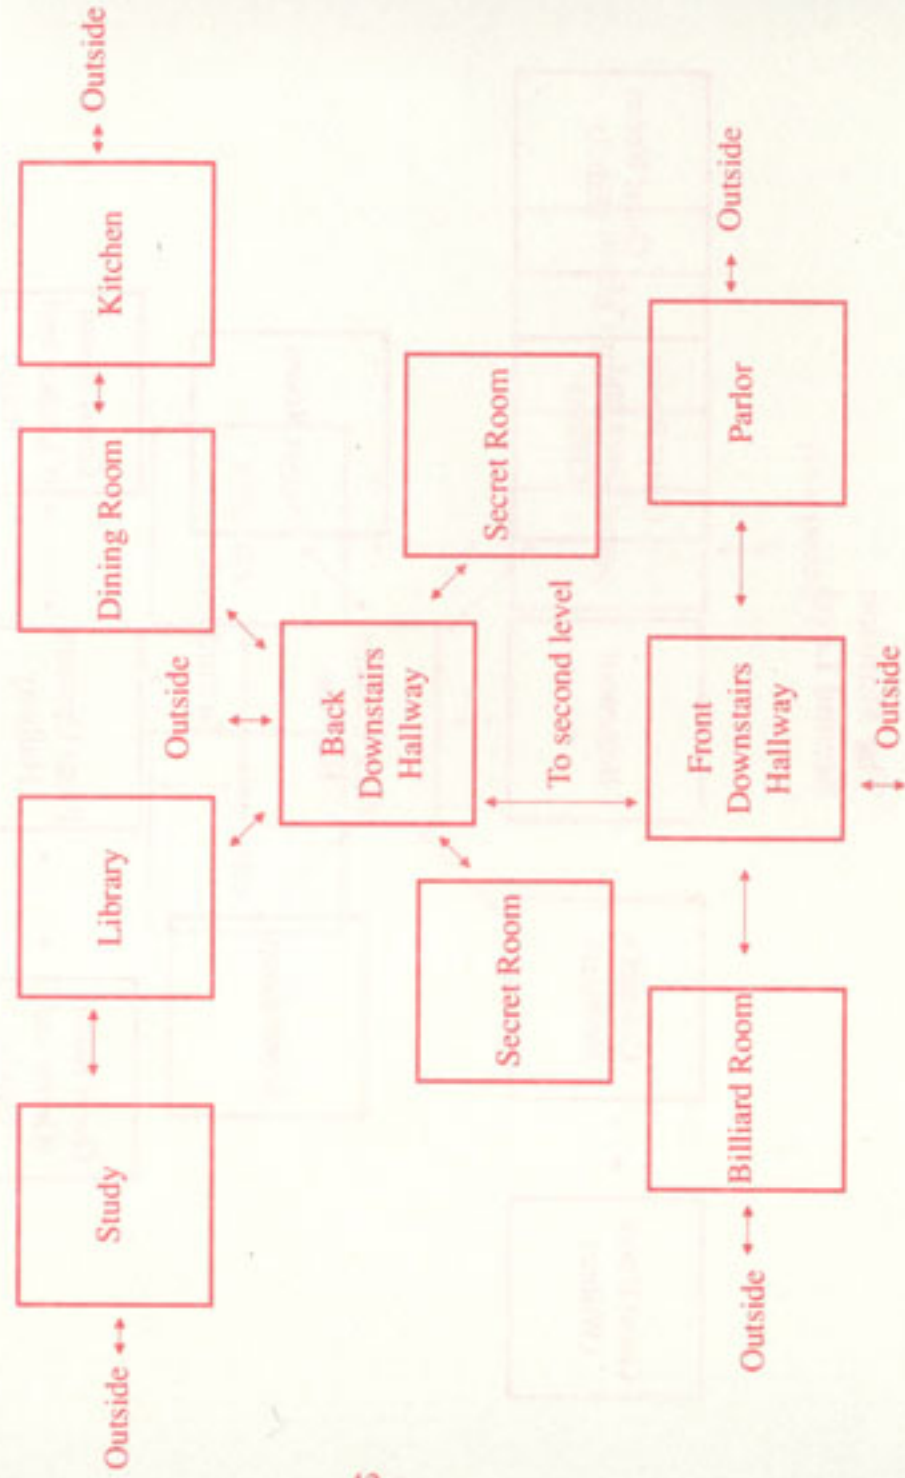 Outside
Study
Library
Dining Room
Kitchen
Outside
Outside
Back
Downstairs
Hallway
Secret Room
Secret Room
To second level
Outside
Billiard Room
Front
Downstairs
Hallway
Parlor
Outside
Outside